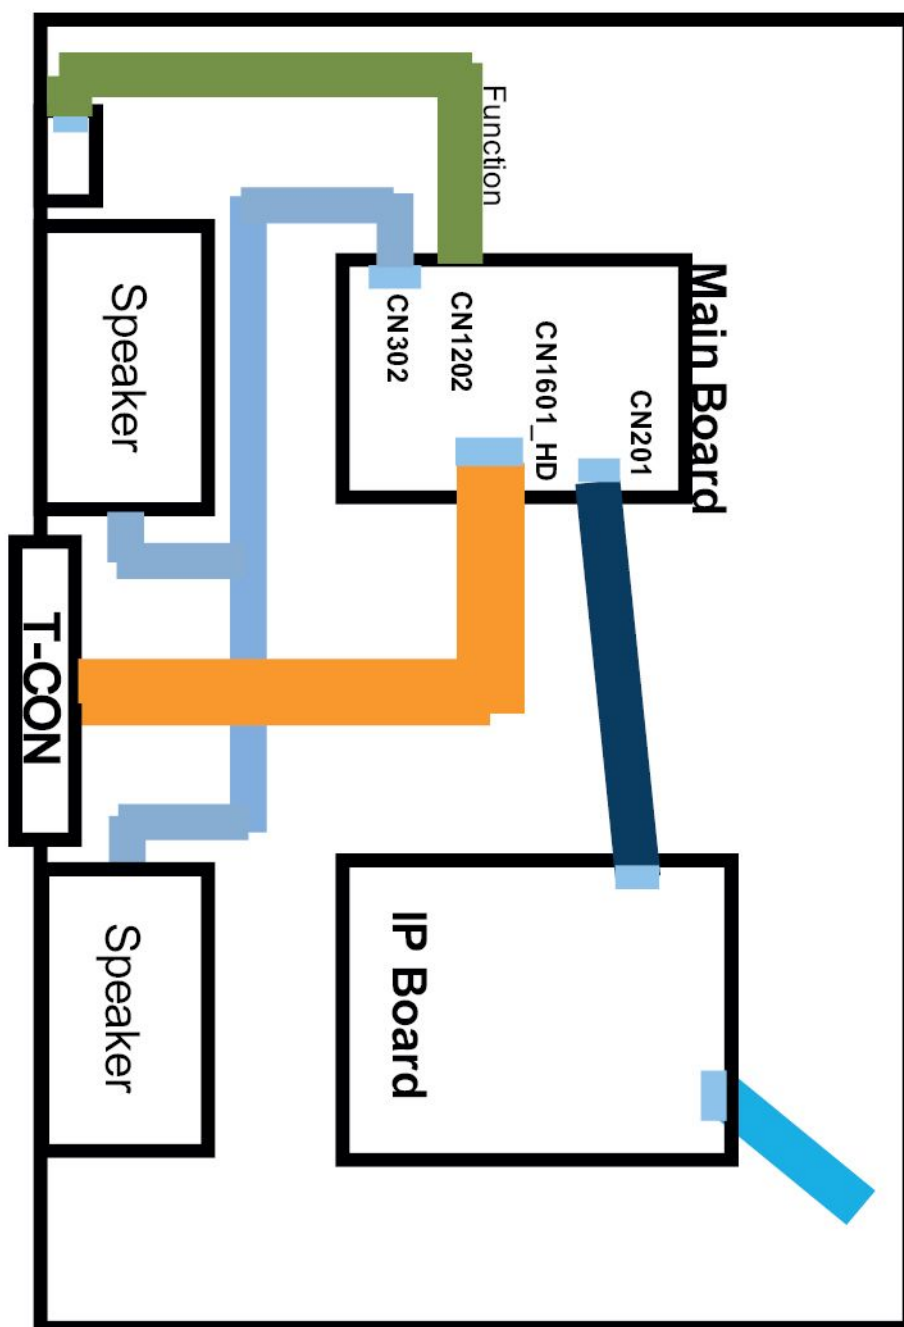 Function
Main Board
CN201
CN1601_HD
CN1202
CN302
Speaker
T-CON
IP Board
Speaker